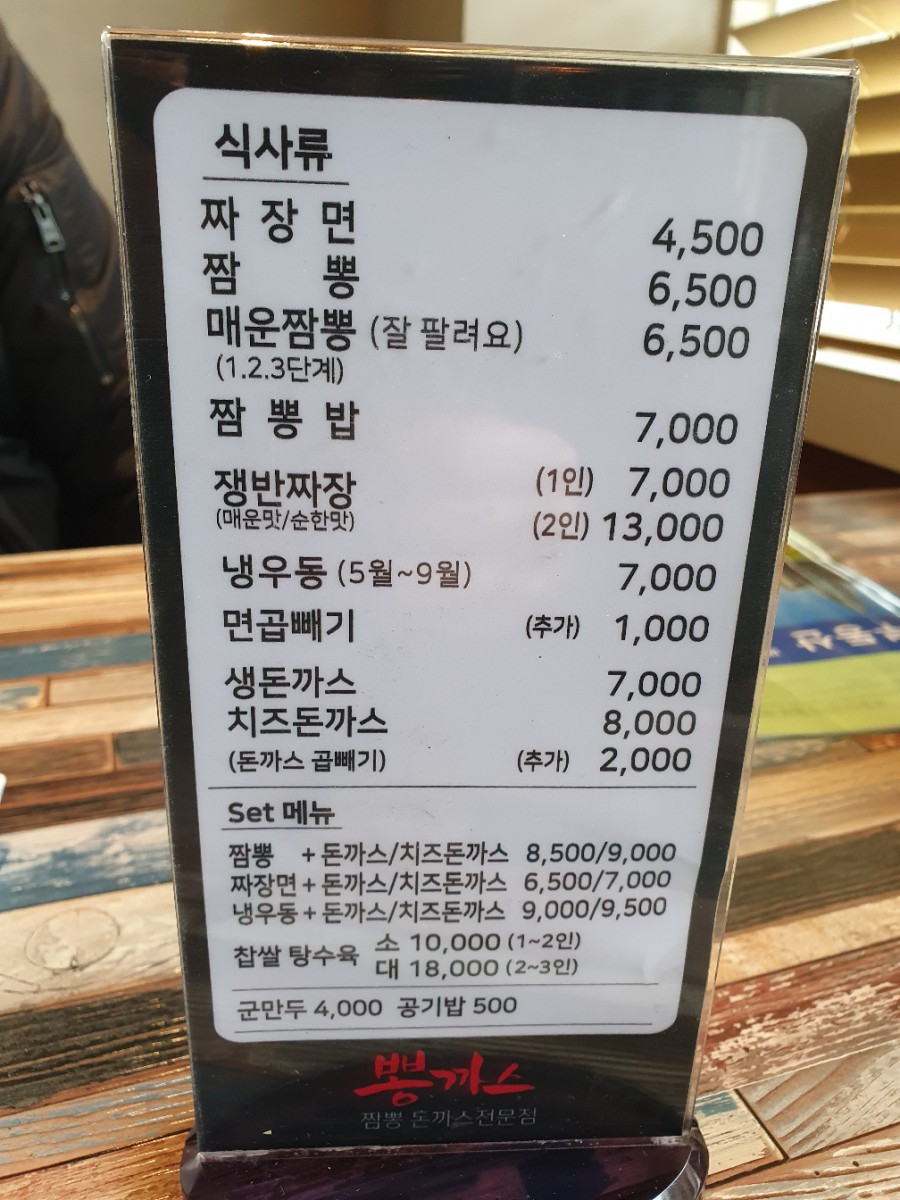 식사류
짜 장 면 4,500
짬 뽕 6,500
매운짬뽕 (잘 팔려요) 6,500
(1.2.3단계)
짬 뽕 밥 7,000
쟁반짜장 (1인) 7,000
(매운맛/순한맛) (2인) 13,000
냉우동 (5월~9월) 7,000
면곱빼기 (추가) 1,000
생돈까스 7,000
치즈돈까스 8,000
(돈까스 곱빼기) (추가) 2,000
Set 메뉴
짬뽕 + 돈까스/치즈돈까스 8,500/9,000
짜장면 + 돈까스/치즈돈까스 6,500/7,000
냉우동 + 돈까스/치즈돈까스 9,000/9,500
찹쌀 탕수육 소 10,000 (1~2인)
대 18,000 (2~3인)
군만두 4,000 공기밥 500
뽕까스
짬뽕 돈까스전문점